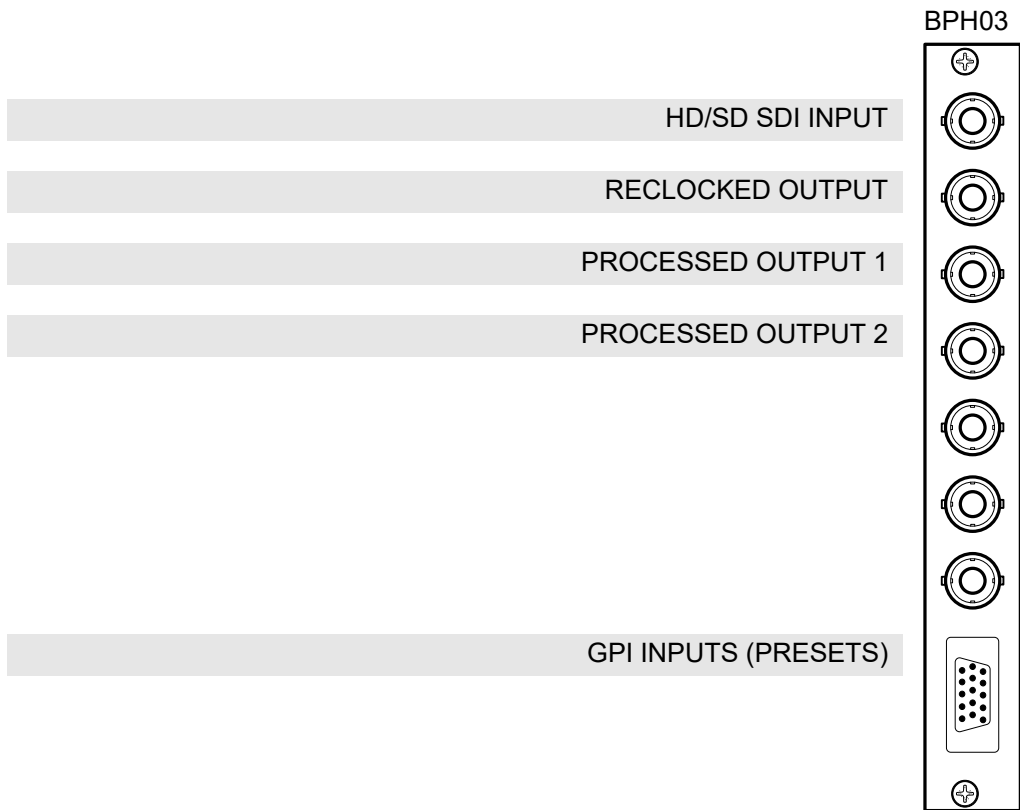 BPH03
HD/SD SDI INPUT
RECLOCKED OUTPUT
PROCESSED OUTPUT 1
PROCESSED OUTPUT 2
GPI INPUTS (PRESETS)